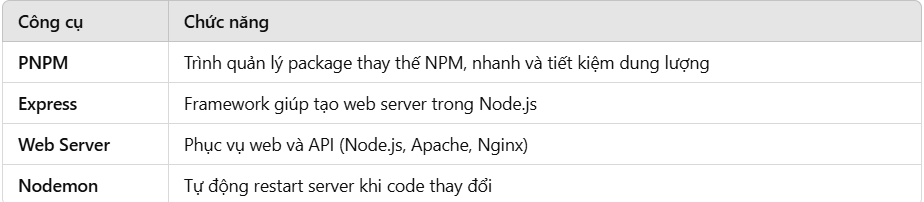 Công cụ Chức năng
PNPM Trình quản lý package thay thế NPM, nhanh và tiết kiệm dung lượng
Express Framework giúp tạo web server trong Node.js
Web Server Phục vụ web và API (Node.js, Apache, Nginx)
Nodemon Tự động restart server khi code thay đổi